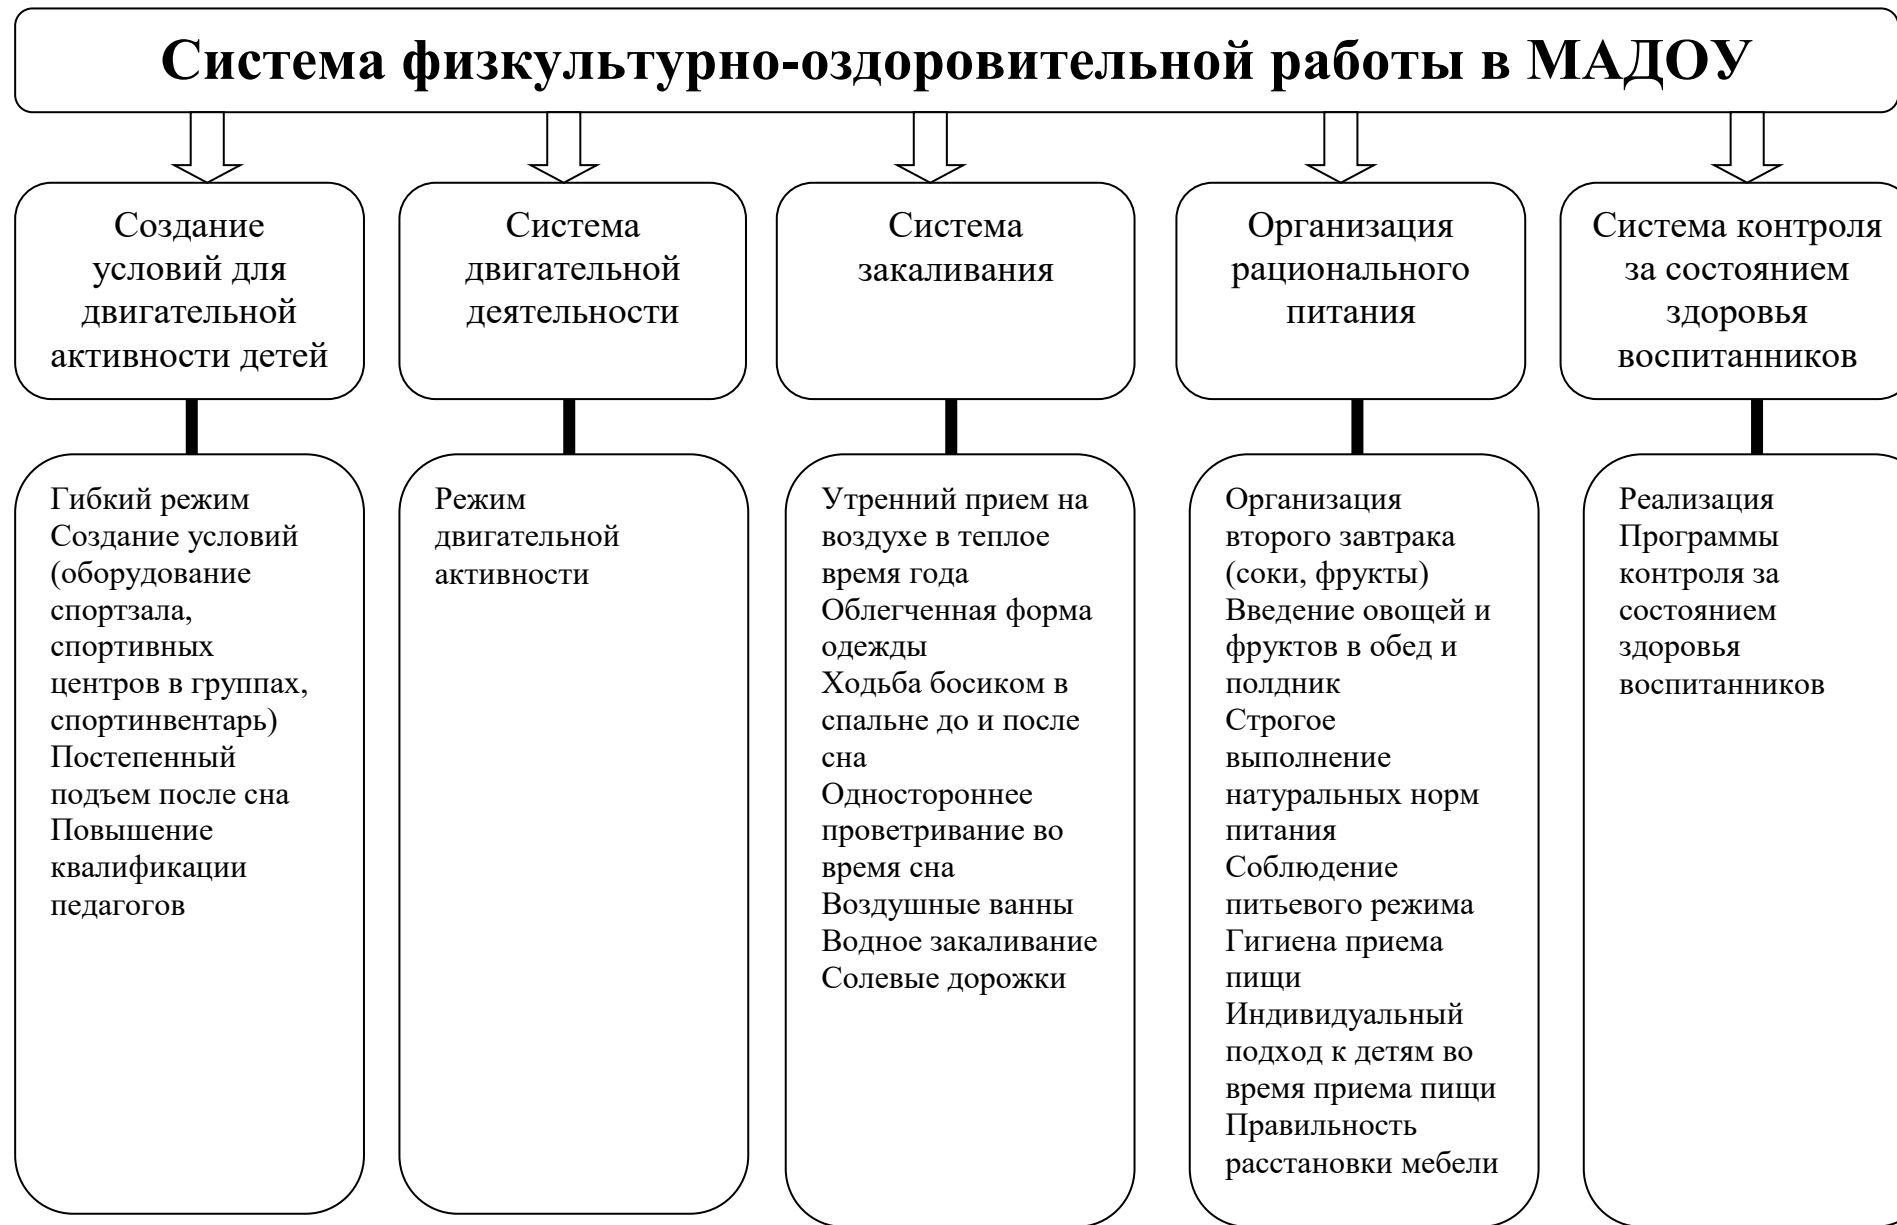 Система физкультурно-оздоровительной работы в МАДОУ
Создание
условий для
двигательной
активности детей
Система
двигательной
деятельности
Система
закаливания
Организация
рационального
питания
Система контроля
за состоянием
здоровья
воспитанников
Гибкий режим
Создание условий
(оборудование
спортзала,
спортивных
центров в группах,
спортинвентарь)
Постепенный
подъем после сна
Повышение
квалификации
педагогов
Режим
двигательной
активности
Утренний прием на
воздухе в теплое
время года
Облегченная форма
одежды
Ходьба босиком в
спальне до и после
сна
Одностороннее
проветривание во
время сна
Воздушные ванны
Водное закаливание
Солевые дорожки
Организация
второго завтрака
(соки, фрукты)
Введение овощей и
фруктов в обед и
полдник
Строгое
выполнение
натуральных норм
питания
Соблюдение
питьевого режима
Гигиена приема
пищи
Индивидуальный
подход к детям во
время приема пищи
Правильность
расстановки мебели
Реализация
Программы
контроля за
состоянием
здоровья
воспитанников